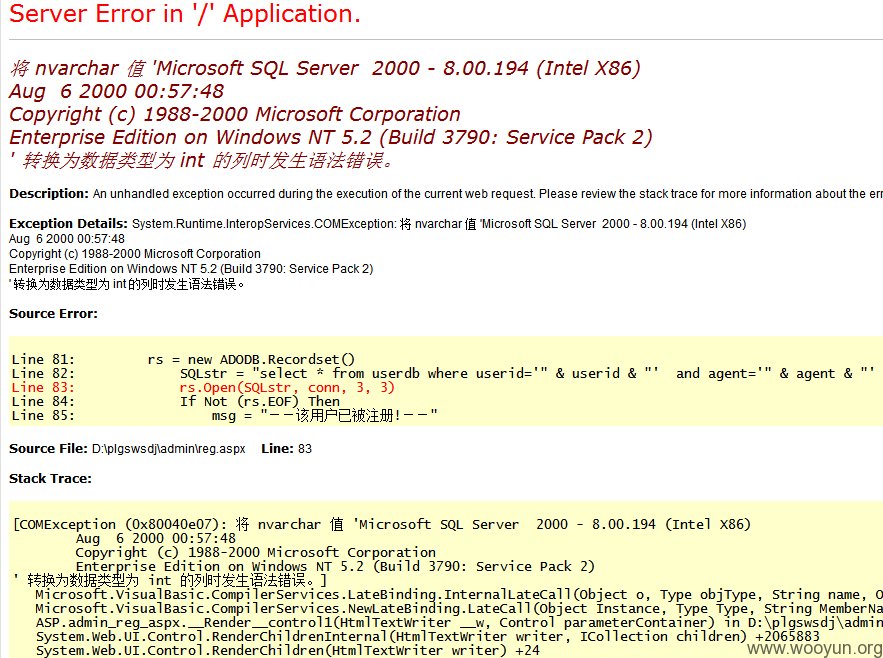 Server Error in '/' Application.
将 nvarchar 值 'Microsoft SQL Server 2000 - 8.00.194 (Intel X86)
Aug 6 2000 00:57:48
Copyright (c) 1988-2000 Microsoft Corporation
Enterprise Edition on Windows NT 5.2 (Build 3790: Service Pack 2)
' 转换为数据类型为 int 的列时发生语法错误。
Description: An unhandled exception occurred during the execution of the current web request. Please review the stack trace for more information about the err
Exception Details: System.Runtime.InteropServices.COMException: 将 nvarchar 值 'Microsoft SQL Server 2000 - 8.00.194 (Intel X86)
Aug 6 2000 00:57:48
Copyright (c) 1988-2000 Microsoft Corporation
Enterprise Edition on Windows NT 5.2 (Build 3790: Service Pack 2)
' 转换为数据类型为 int 的列时发生语法错误。
Source Error:
Line 81: rs = new ADODB.Recordset()
Line 82: SQLstr = "select * from userdb where userid='" & userid & "' and agent='" & agent & "'
Line 83: rs.Open(SQLstr, conn, 3, 3)
Line 84: If Not (rs.EOF) Then
Line 85: msg = "－－该用户已被注册!－－"
Source File: D:\plgswsdj\admin\reg.aspx Line: 83
Stack Trace:
[COMException (0x80040e07): 将 nvarchar 值 'Microsoft SQL Server 2000 - 8.00.194 (Intel X86)
Aug 6 2000 00:57:48
Copyright (c) 1988-2000 Microsoft Corporation
Enterprise Edition on Windows NT 5.2 (Build 3790: Service Pack 2)
' 转换为数据类型为 int 的列时发生语法错误。]
Microsoft.VisualBasic.CompilerServices.LateBinding.InternalLateCall(Object o, Type objType, String name, O
Microsoft.VisualBasic.CompilerServices.NewLateBinding.LateCall(Object Instance, Type Type, String MemberNa
ASP.admin_reg_aspx.__Render__control1(HtmlTextWriter __w, Control parameterContainer) in D:\plgswsdj\admin
System.Web.UI.Control.RenderChildrenInternal(HtmlTextWriter writer, ICollection children) +2065883
System.Web.UI.Control.RenderChildren(HtmlTextWriter writer) +24
www.wooyun.org